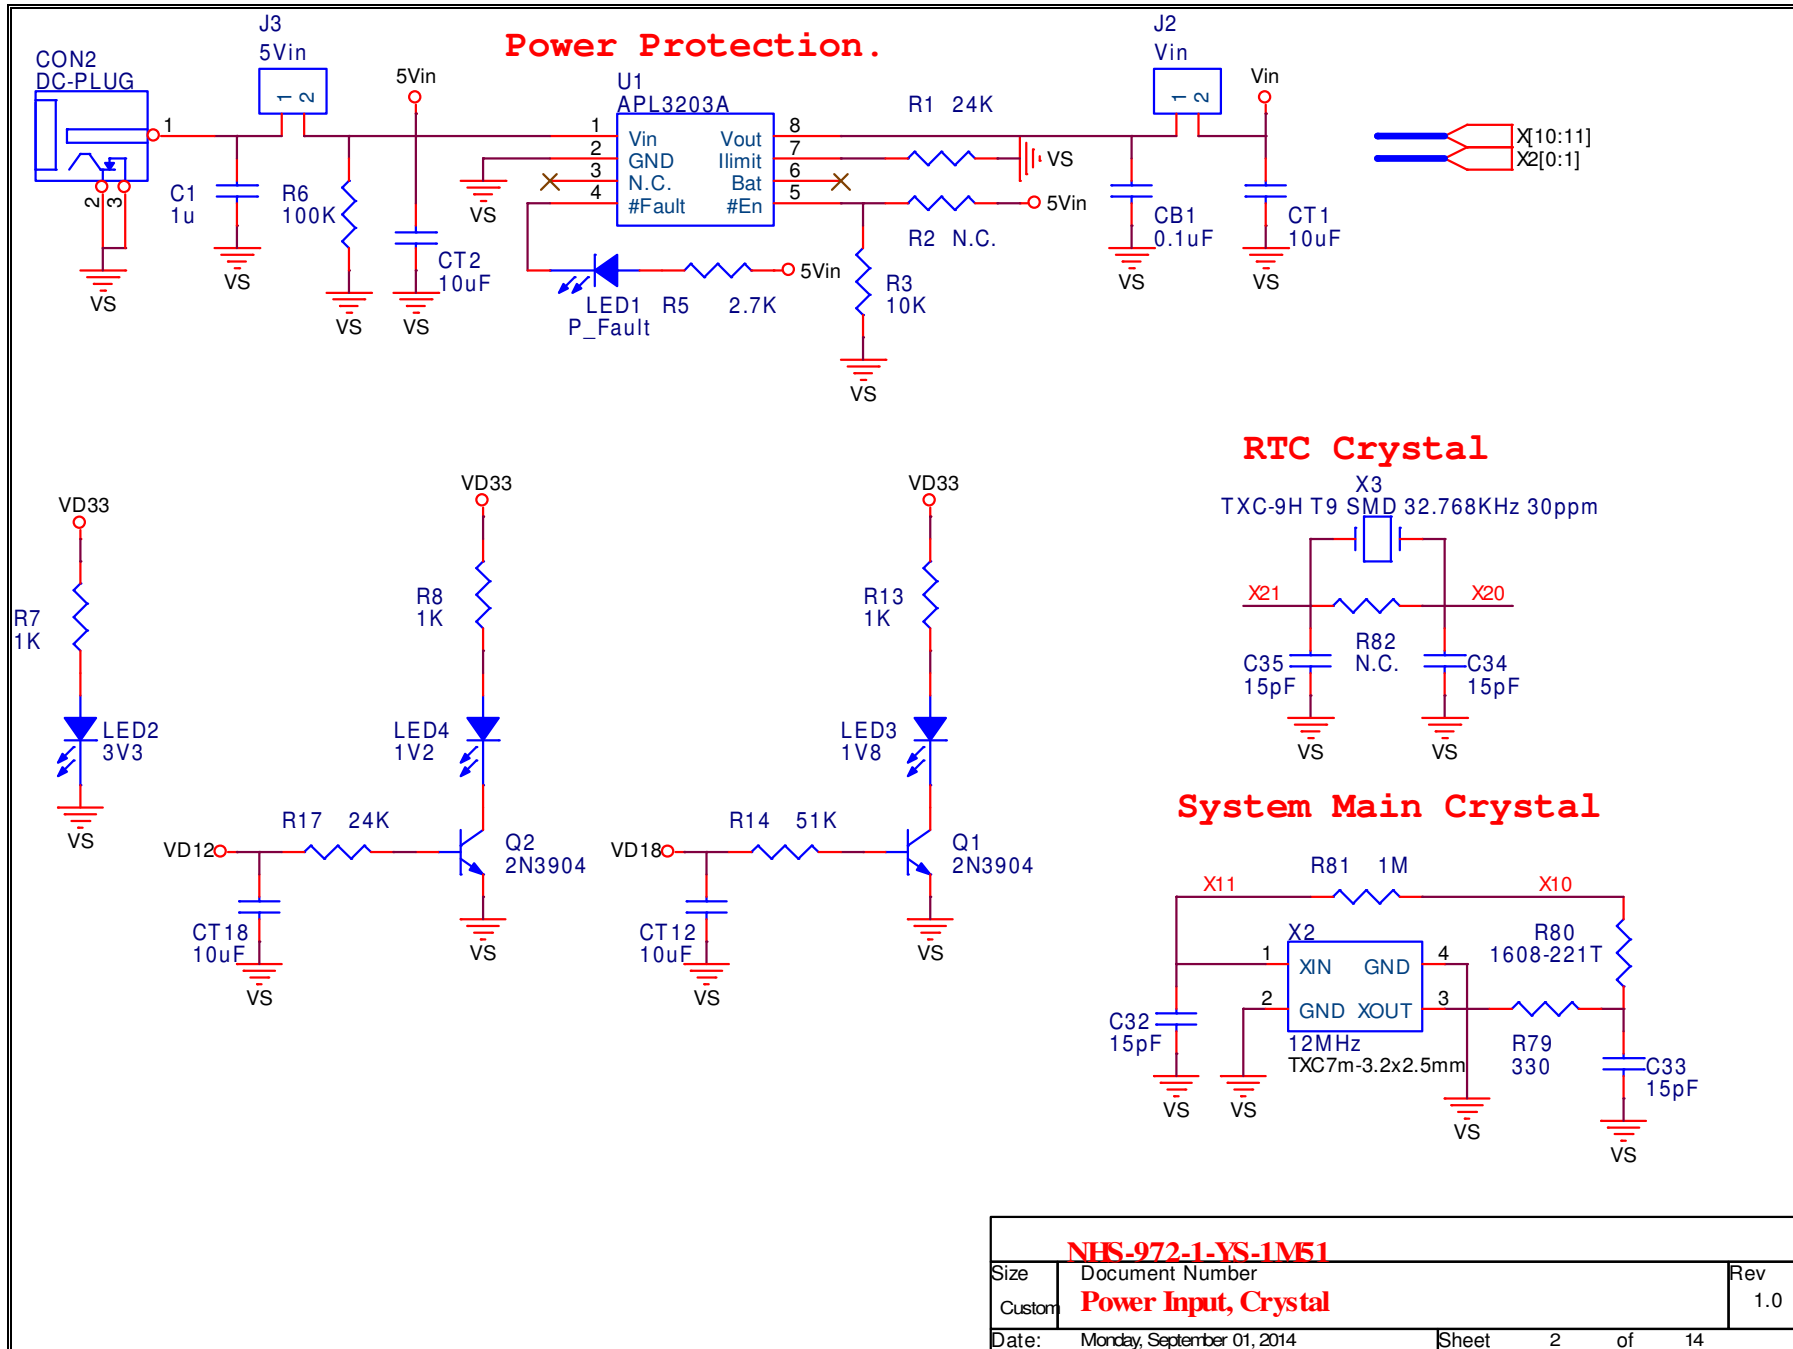 Power Protection.
CON2
DC-PLUG
1
2
3
J3
5Vin
1
2
C1
1u
VS
VS
R6
100K
VS
5Vin
CT2
10uF
VS
U1
APL3203A
1
2
3
4
Vin
GND
N.C.
#Fault
Vout
Ilimit
Bat
#En
8
7
6
5
VS
LED1
P_Fault
R5
2.7K
5Vin
R1 24K
VS
R2 N.C.
5Vin
R3
10K
VS
J2
Vin
1
2
CB1
0.1uF
VS
Vin
CT1
10uF
VS
X[10:11]
X2[0:1]
VD33
R7
1K
LED2
3V3
VS
VD33
R8
1K
LED4
1V2
VD12
R17 24K
Q2
2N3904
CT18
10uF
VS
VS
VD33
R13
1K
LED3
1V8
VD18
R14 51K
Q1
2N3904
CT12
10uF
VS
VS
RTC Crystal
X3
TXC-9H T9 SMD 32.768KHz 30ppm
X21
X20
R82
N.C.
C35
15pF
C34
15pF
VS
VS
System Main Crystal
R81 1M
X11
X10
X2
R80
1608-221T
1
2
XIN
GND
GND
XOUT
4
3
12MHz
TXC7m-3.2x2.5mm
C32
15pF
R79
330
C33
15pF
VS
VS
VS
VS
NHS-972-1-YS-1M51
Size
Document Number
Rev
Custom
Power Input, Crystal
1.0
Date:
Monday, September 01, 2014
Sheet 2 of 14